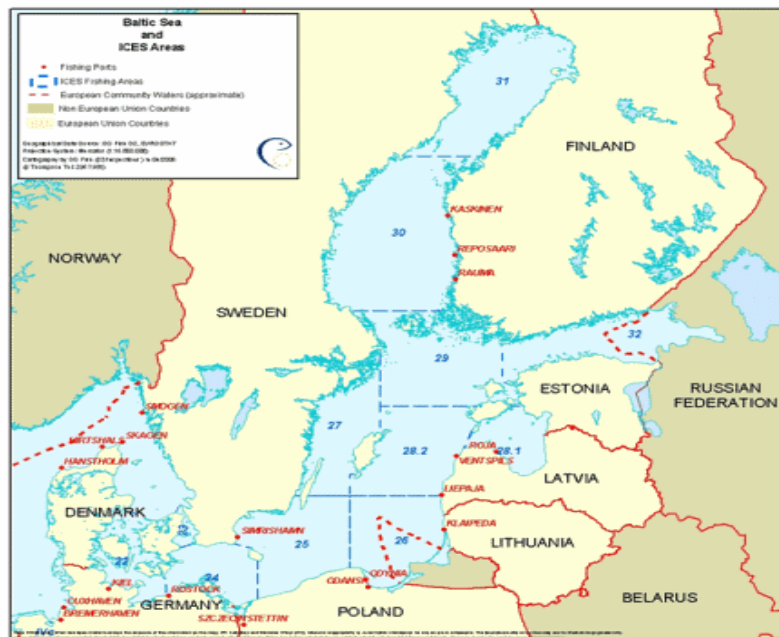 Baltic Sea
and
ICES Areas
Fishing Ports
ICES Fishing Areas
European Community Waters (approximate)
Non European Union Countries
European Union Countries
31
FINLAND
KASKINEN
30
REPOSAARI
NORWAY
RAUMA
SWEDEN
32
29
ESTONIA
RUSSIAN
FEDERATION
SMOGEN
27
SKAGEN
HIRTSHALS
ROJA
28.2
28.1
VENTSPILS
HANSTHOLM
LATVIA
LIEPAJA
DENMARK
KLAIPEDA
SIMRISHAMN
LITHUANIA
25
26
22
24
GDYNIA
GDANSK
KIEL
ROSTOCK
BELARUS
CUXHAVEN
GERMANY
BREMERHAVEN
POLAND
SZCZECIN STETTIN
IVc